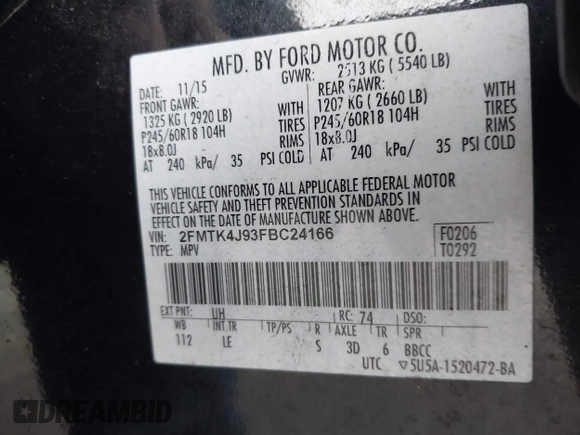 MFD. BY FORD MOTOR CO.
DATE: 11/15 GVWR: 2513 KG ( 5540 LB)
FRONT GAWR: REAR GAWR:
1325 KG ( 2920 LB) WITH 1207 KG ( 2660 LB) WITH
P245/60R18 104H TIRES P245/60R18 104H TIRES
18x8.0J RIMS 18x8.0J RIMS
AT 240 kPa/ 35 PSI COLD AT 240 kPa/ 35 PSI COLD
THIS VEHICLE CONFORMS TO ALL APPLICABLE FEDERAL MOTOR
VEHICLE SAFETY AND THEFT PREVENTION STANDARDS IN
EFFECT ON THE DATE OF MANUFACTURE SHOWN ABOVE.
VIN: 2FMTK4J93FBC24166 F0206
TYPE: MPV T0292
EXT PNT: UH RC: 74 DSO:
WB INT TR TP/PS R AXLE TR SPR
112 LE S 3D 6 BBCC
UTC ▽5U5A-1520472-BA
DREAMBID